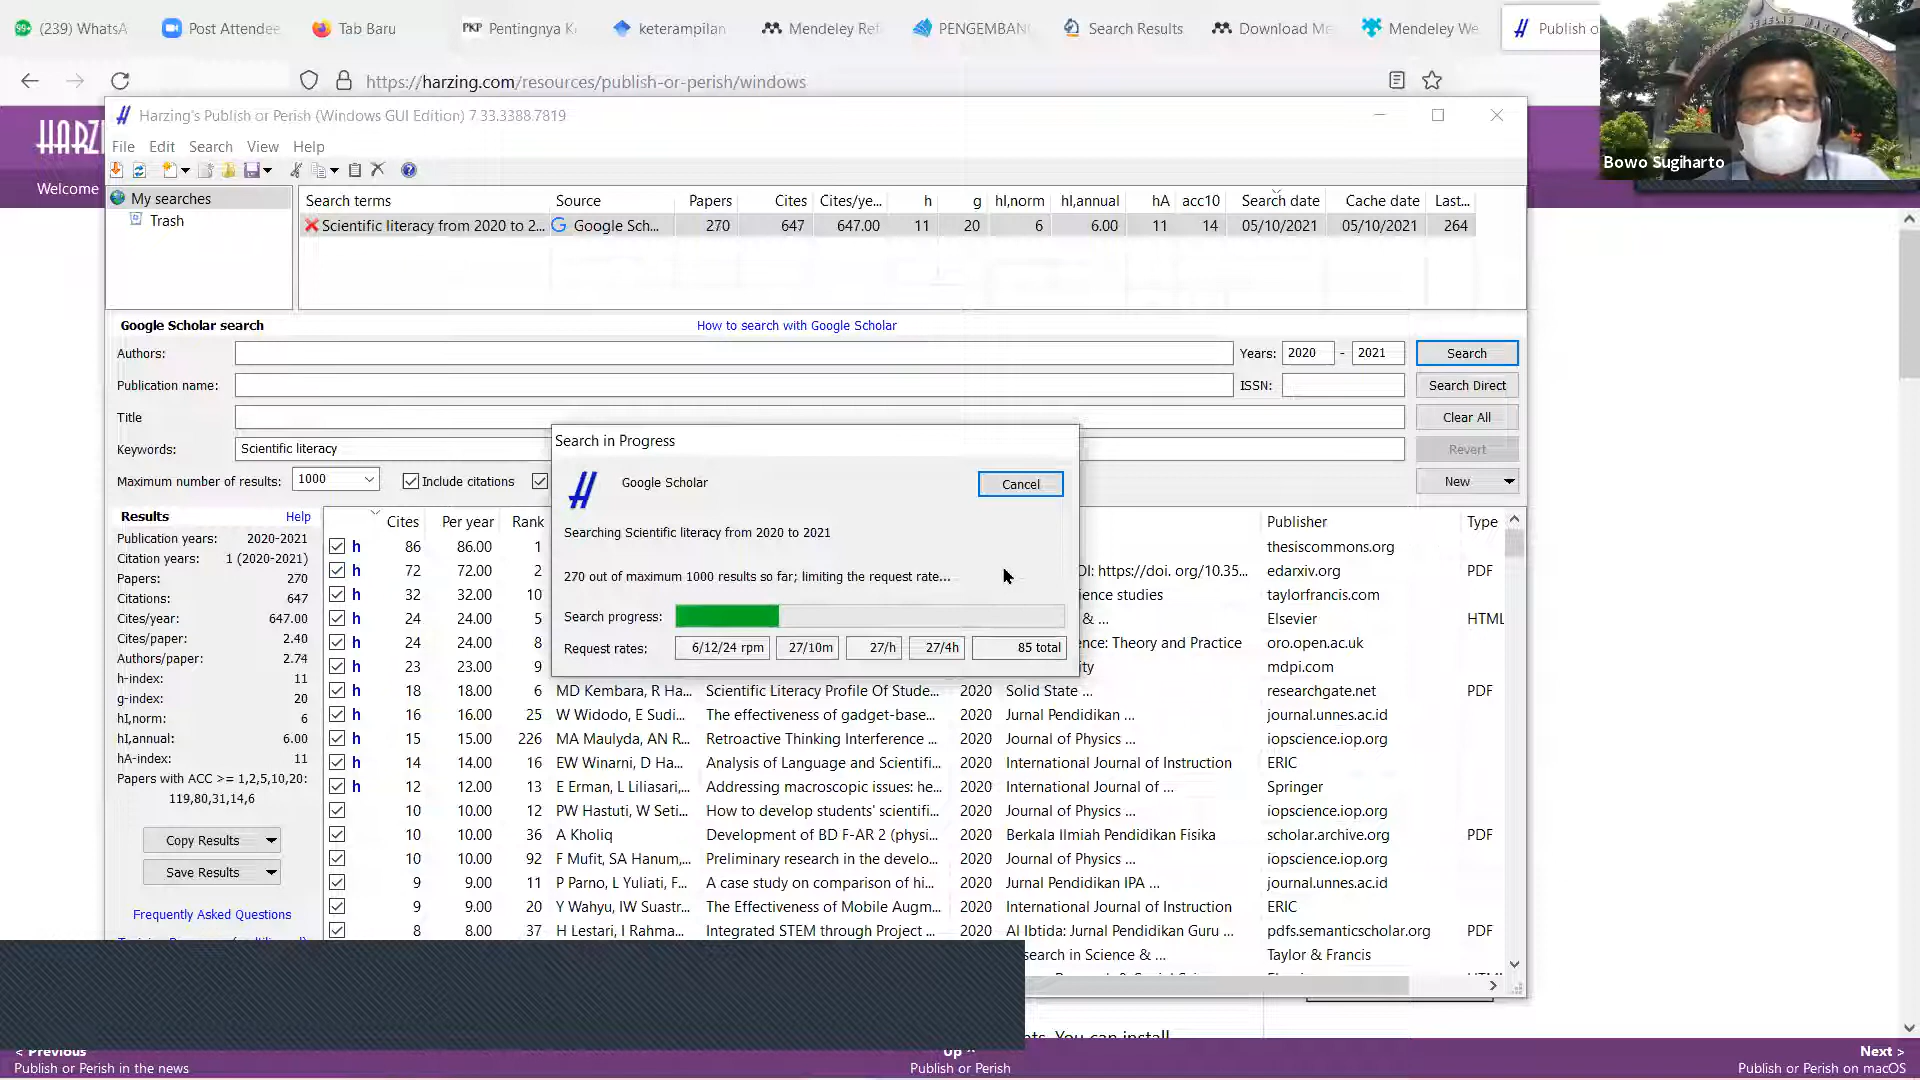 (239) WhatsA
Post Attendee
Tab Baru
PKP Pentingnya K
keterampilan
Mendeley Ref
PENGEMBAN
Search Results
Download Me
Mendeley We
Publish o
https://harzing.com/resources/publish-or-perish/windows
Bowo Sugiharto
HARZI
Welcome
Harzing's Publish or Perish (Windows GUI Edition) 7.33.3388.7819
File Edit Search View Help
My searches
Trash
Search terms Source Papers Cites Cites/ye... h g hI,norm hI,annual hA acc10 Search date Cache date Last...
Scientific literacy from 2020 to 2... Google Sch... 270 647 647.00 11 20 6 6.00 11 14 05/10/2021 05/10/2021 264
Google Scholar search How to search with Google Scholar
Authors: Years: 2020 - 2021 Search
Publication name: ISSN: Search Direct
Title Clear All
Keywords: Scientific literacy Revert
Maximum number of results: 1000 Include citations New
Search in Progress
Google Scholar Cancel
Searching Scientific literacy from 2020 to 2021
270 out of maximum 1000 results so far; limiting the request rate...
Search progress:
Request rates: 6/12/24 rpm 27/10m 27/h 27/4h 85 total
Results Help
Publication years: 2020-2021
Citation years: 1 (2020-2021)
Papers: 270
Citations: 647
Cites/year: 647.00
Cites/paper: 2.40
Authors/paper: 2.74
h-index: 11
g-index: 20
hI,norm: 6
hI,annual: 6.00
hA-index: 11
Papers with ACC >= 1,2,5,10,20:
119,80,31,14,6
Copy Results
Save Results
Frequently Asked Questions
Cites Per year Rank Publisher Type
h 86 86.00 1 thesiscommons.org
h 72 72.00 2 OI: https://doi. org/10.35... edarxiv.org PDF
h 32 32.00 10 ience studies taylorfrancis.com
h 24 24.00 5 & ... Elsevier HTML
h 24 24.00 8 ce: Theory and Practice oro.open.ac.uk
h 23 23.00 9 ty mdpi.com
h 18 18.00 6 MD Kembara, R Ha... Scientific Literacy Profile Of Stude... 2020 Solid State ... researchgate.net PDF
h 16 16.00 25 W Widodo, E Sudi... The effectiveness of gadget-base... 2020 Jurnal Pendidikan ... journal.unnes.ac.id
h 15 15.00 226 MA Maulyda, AN R... Retroactive Thinking Interference ... 2020 Journal of Physics ... iopscience.iop.org
h 14 14.00 16 EW Winarni, D Ha... Analysis of Language and Scientifi... 2020 International Journal of Instruction ERIC
h 12 12.00 13 E Erman, L Liliasari,... Addressing macroscopic issues: he... 2020 International Journal of ... Springer
10 10.00 12 PW Hastuti, W Seti... How to develop students' scientifi... 2020 Journal of Physics ... iopscience.iop.org
10 10.00 36 A Kholiq Development of BD F-AR 2 (physi... 2020 Berkala Ilmiah Pendidikan Fisika scholar.archive.org PDF
10 10.00 92 F Mufit, SA Hanum,... Preliminary research in the develo... 2020 Journal of Physics ... iopscience.iop.org
9 9.00 11 P Parno, L Yuliati, F... A case study on comparison of hi... 2020 Jurnal Pendidikan IPA ... journal.unnes.ac.id
9 9.00 20 Y Wahyu, IW Suastr... The Effectiveness of Mobile Augm... 2020 International Journal of Instruction ERIC
8 8.00 37 H Lestari, I Rahma... Integrated STEM through Project ... 2020 Al Ibtida: Jurnal Pendidikan Guru ... pdfs.semanticscholar.org PDF
search in Science & ... Taylor & Francis
ts. You can install
< Previous Up ^ Next >
Publish or Perish in the news Publish or Perish Publish or Perish on macOS